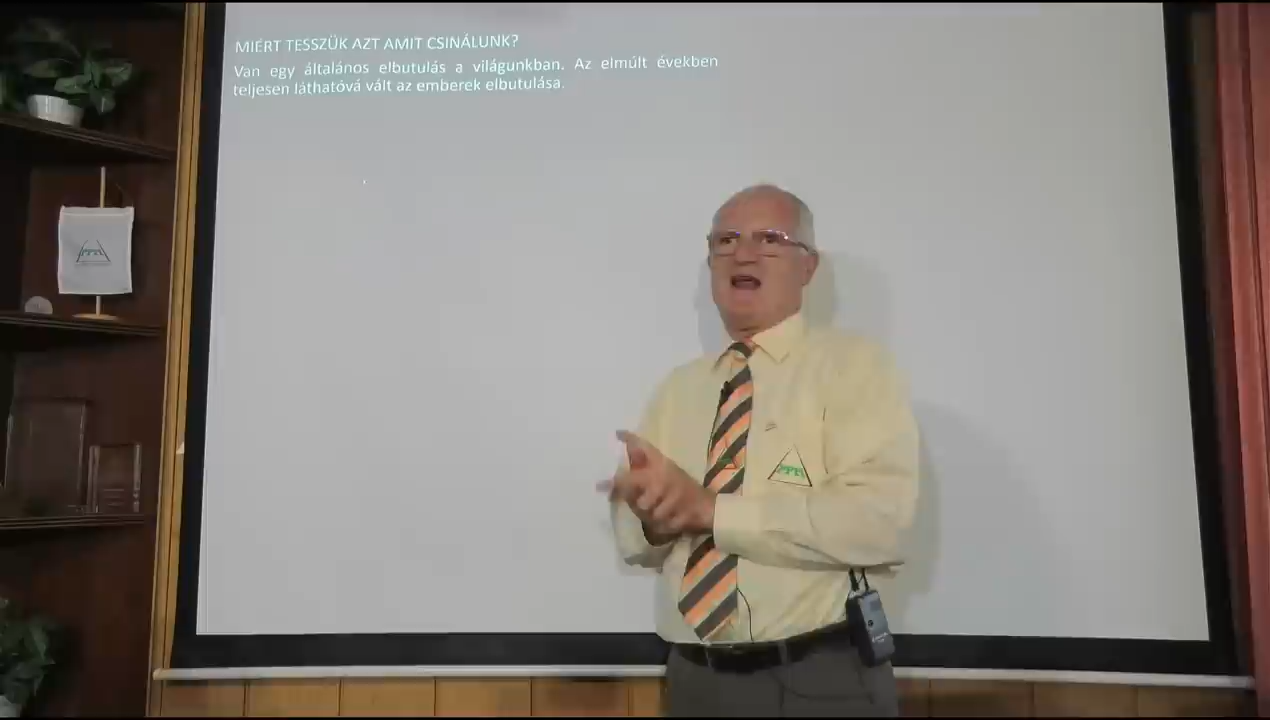 MIÉRT TESSZÜK AZT AMIT CSINÁLUNK?
Van egy általános elbutulás a világunkban. Az elmúlt években
teljesen láthatóvá vált az emberek elbutulása.